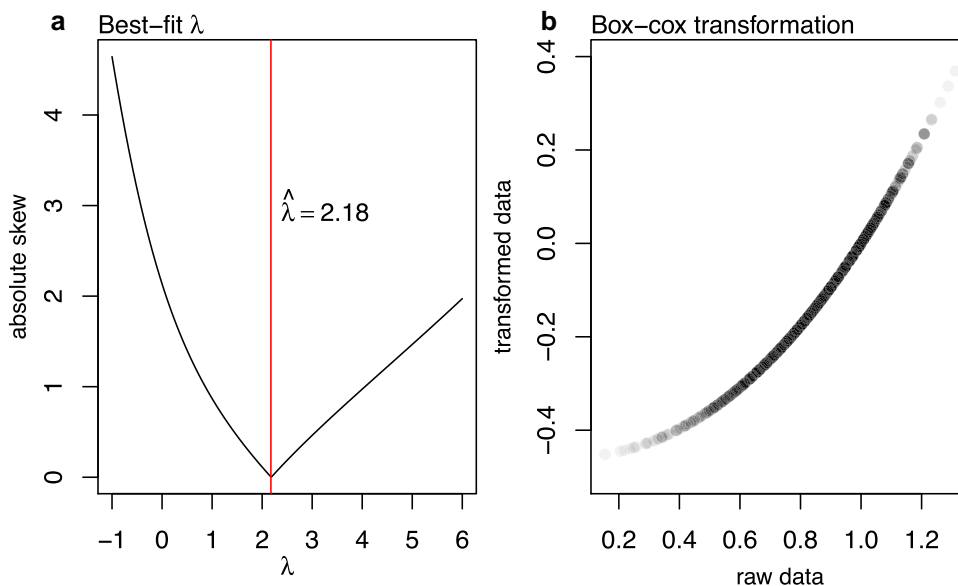 a Best−fit λ
absolute skew
4
3
2
1
0
λ̂ = 2.18
−1 0 1 2 3 4 5 6
λ
b Box−cox transformation
transformed data
0.4
0.2
0.0
−0.2
−0.4
0.2 0.4 0.6 0.8 1.0 1.2
raw data